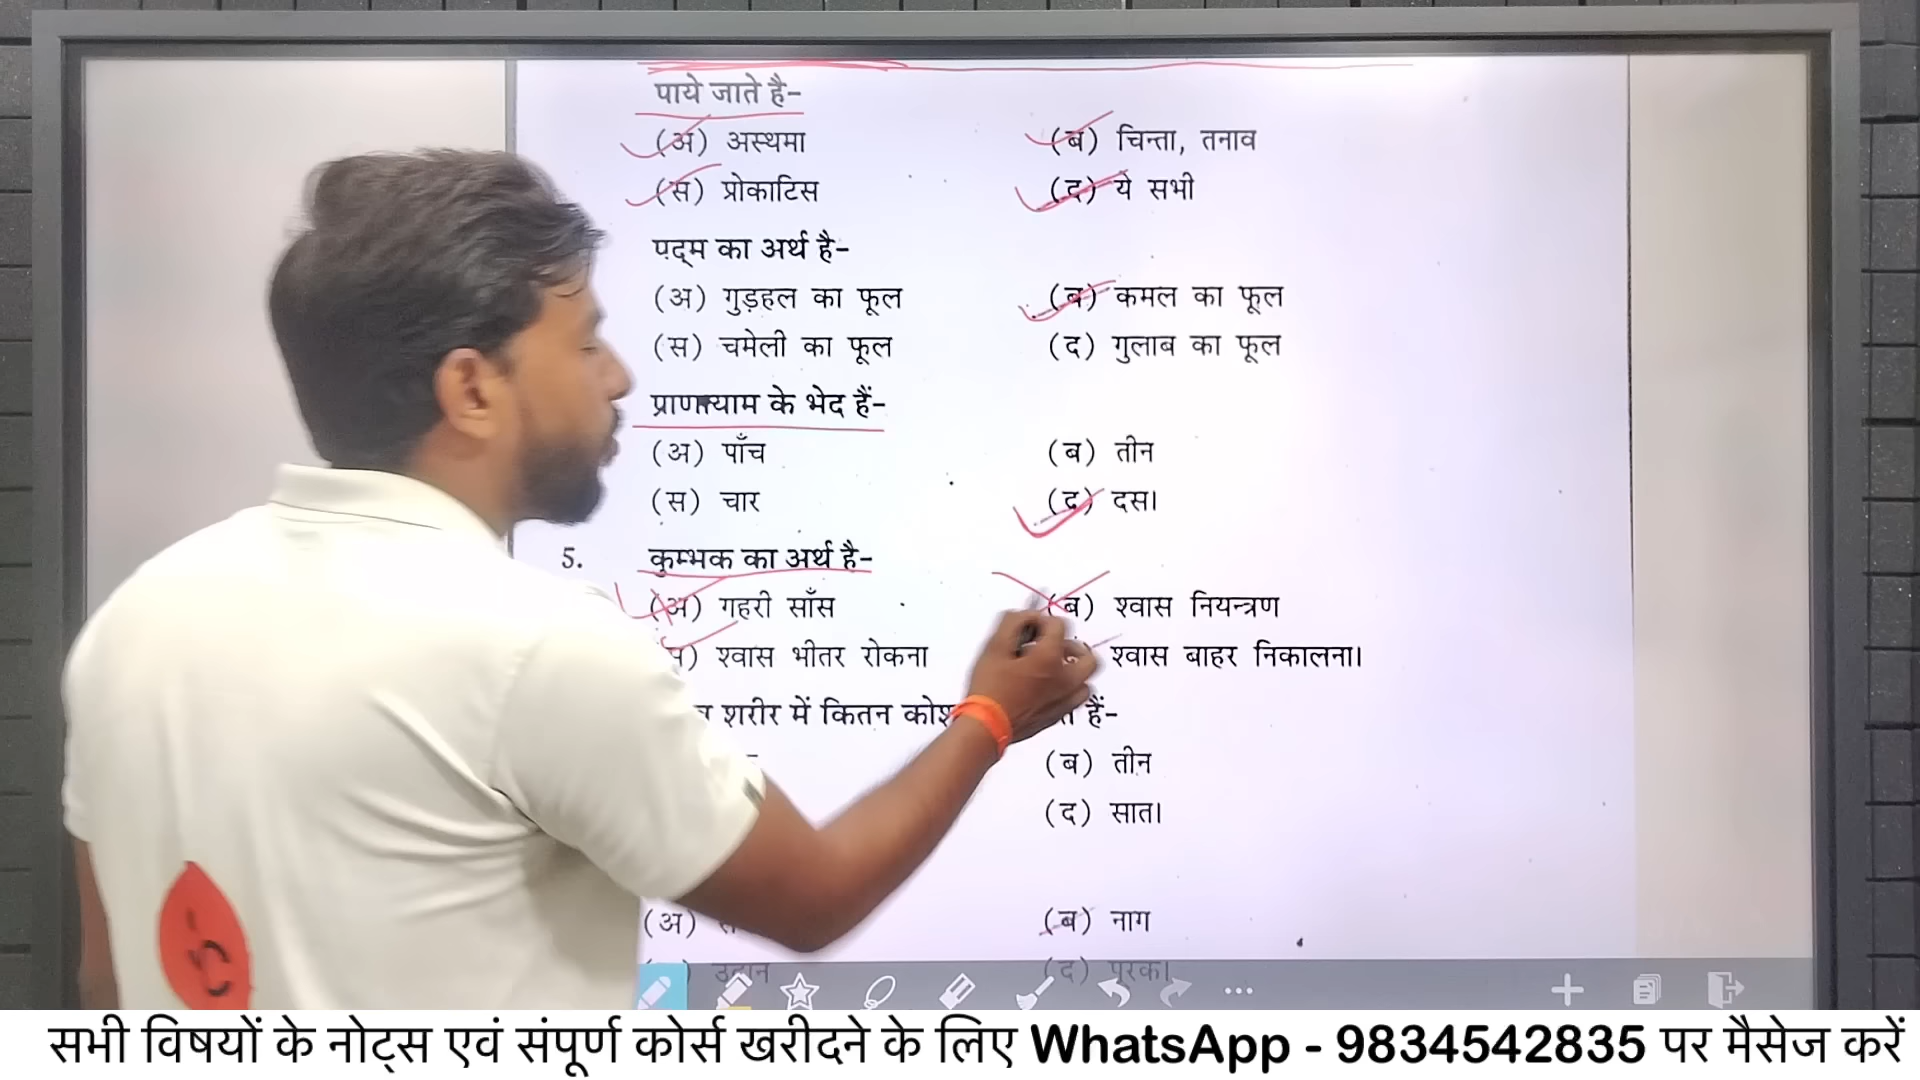 पाये जाते है-
(अ) अस्थमा (ब) चिन्ता, तनाव
(स) प्रोकाटिस (द) ये सभी
पद्म का अर्थ है-
(अ) गुड़हल का फूल (ब) कमल का फूल
(स) चमेली का फूल (द) गुलाब का फूल
के भेद हैं-
(अ) पाँच (ब) तीन
(स) चार (द) दस।
5. कुम्भक का अर्थ है-
(अ) गहरी साँस (ब) श्वास नियन्त्रण
श्वास भीतर रोकना श्वास बाहर निकालना।
शरीर में कितन हैं-
(ब) तीन
(द) सात।
(अ) (ब) नाग
उदान (द) पूरक।
सभी विषयों के नोट्स एवं संपूर्ण कोर्स खरीदने के लिए WhatsApp - 9834542835 पर मैसेज करें